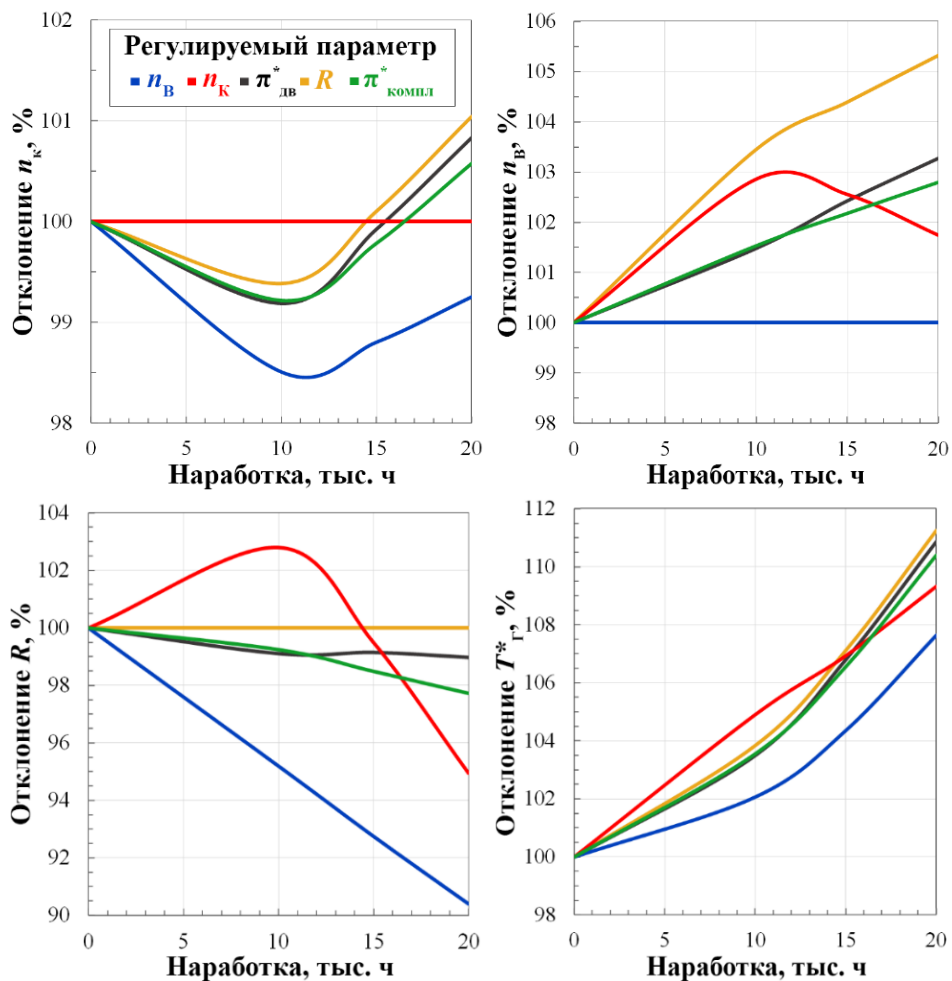 Регулируемый параметр
n_В n_К π*_дв R π*_компл
Отклонение n_к, %
102
101
100
99
98
0 5 10 15 20
Наработка, тыс. ч
Отклонение n_В, %
106
105
104
103
102
101
100
99
98
0 5 10 15 20
Наработка, тыс. ч
Отклонение R, %
104
102
100
98
96
94
92
90
0 5 10 15 20
Наработка, тыс. ч
Отклонение T*_Г, %
112
110
108
106
104
102
100
98
0 5 10 15 20
Наработка, тыс. ч